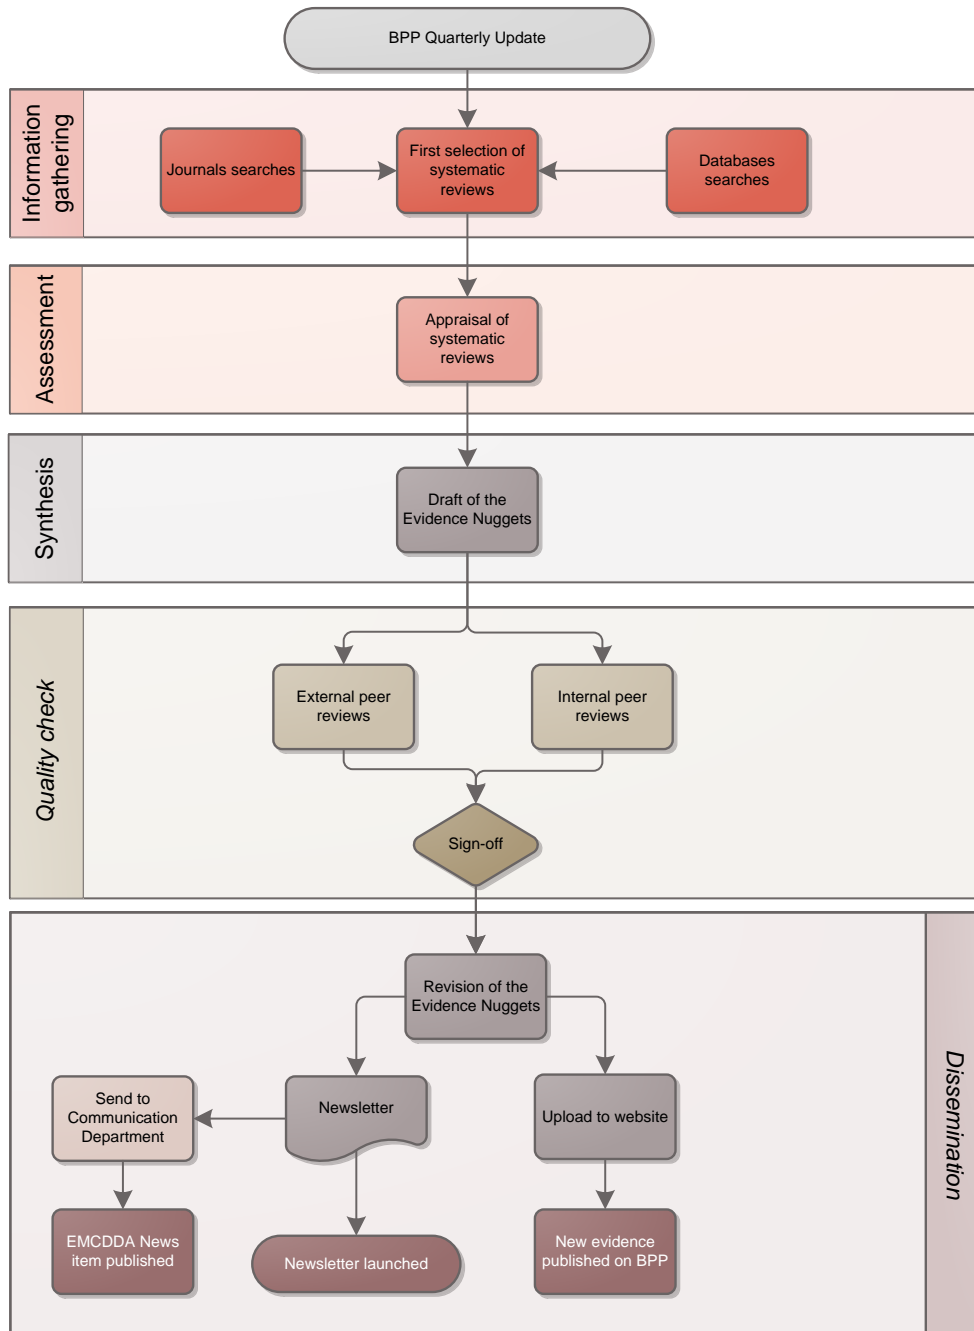 BPP Quarterly Update
Information
gathering
Journals searches
First selection of
systematic
reviews
Databases
searches
Assessment
Appraisal of
systematic
reviews
Synthesis
Draft of the
Evidence Nuggets
Quality check
External peer
reviews
Internal peer
reviews
Sign-off
Dissemination
Revision of the
Evidence Nuggets
Send to
Communication
Department
Newsletter
Upload to website
EMCDDA News
item published
Newsletter launched
New evidence
published on BPP